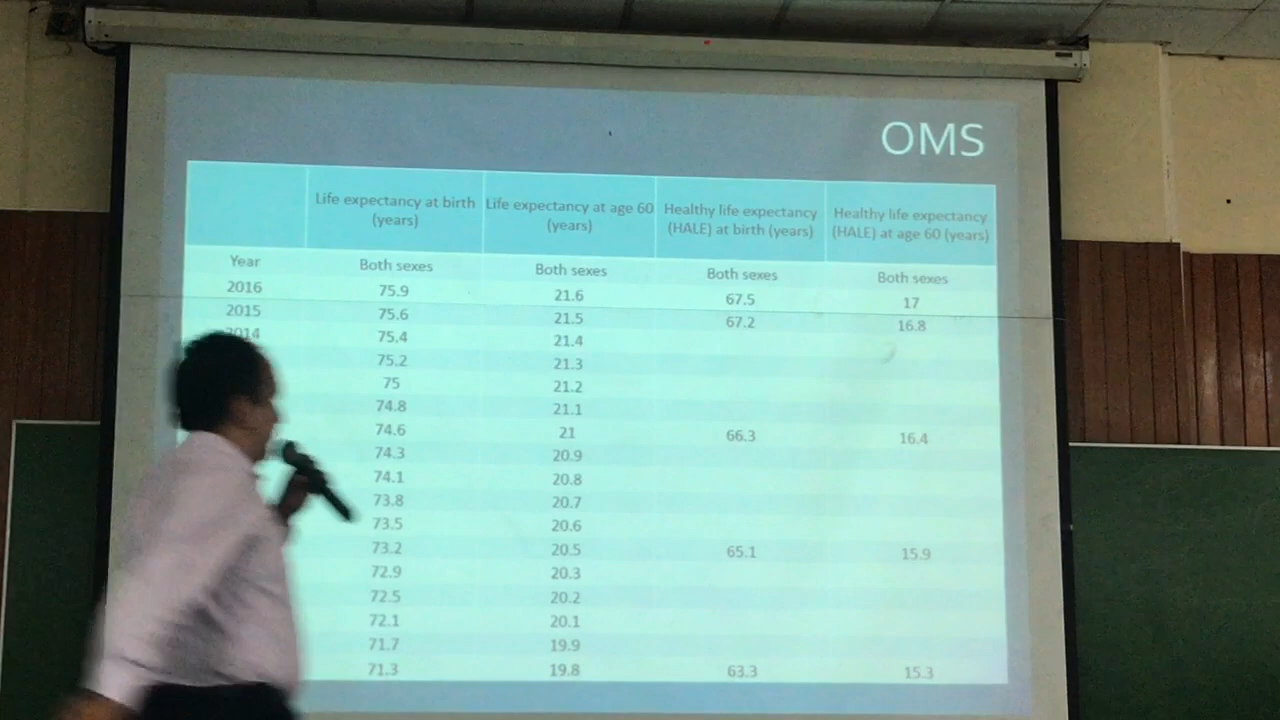 OMS
Life expectancy at birth (years) Life expectancy at age 60 (years) Healthy life expectancy (HALE) at birth (years) Healthy life expectancy (HALE) at age 60 (years)
Year Both sexes Both sexes Both sexes Both sexes
2016 75.9 21.6 67.5 17
2015 75.6 21.5 67.2 16.8
2014 75.4 21.4
75.2 21.3
75 21.2
74.8 21.1
74.6 21 66.3 16.4
74.3 20.9
74.1 20.8
73.8 20.7
73.5 20.6
73.2 20.5 65.1 15.9
72.9 20.3
72.5 20.2
72.1 20.1
71.7 19.9
71.3 19.8 63.3 15.3